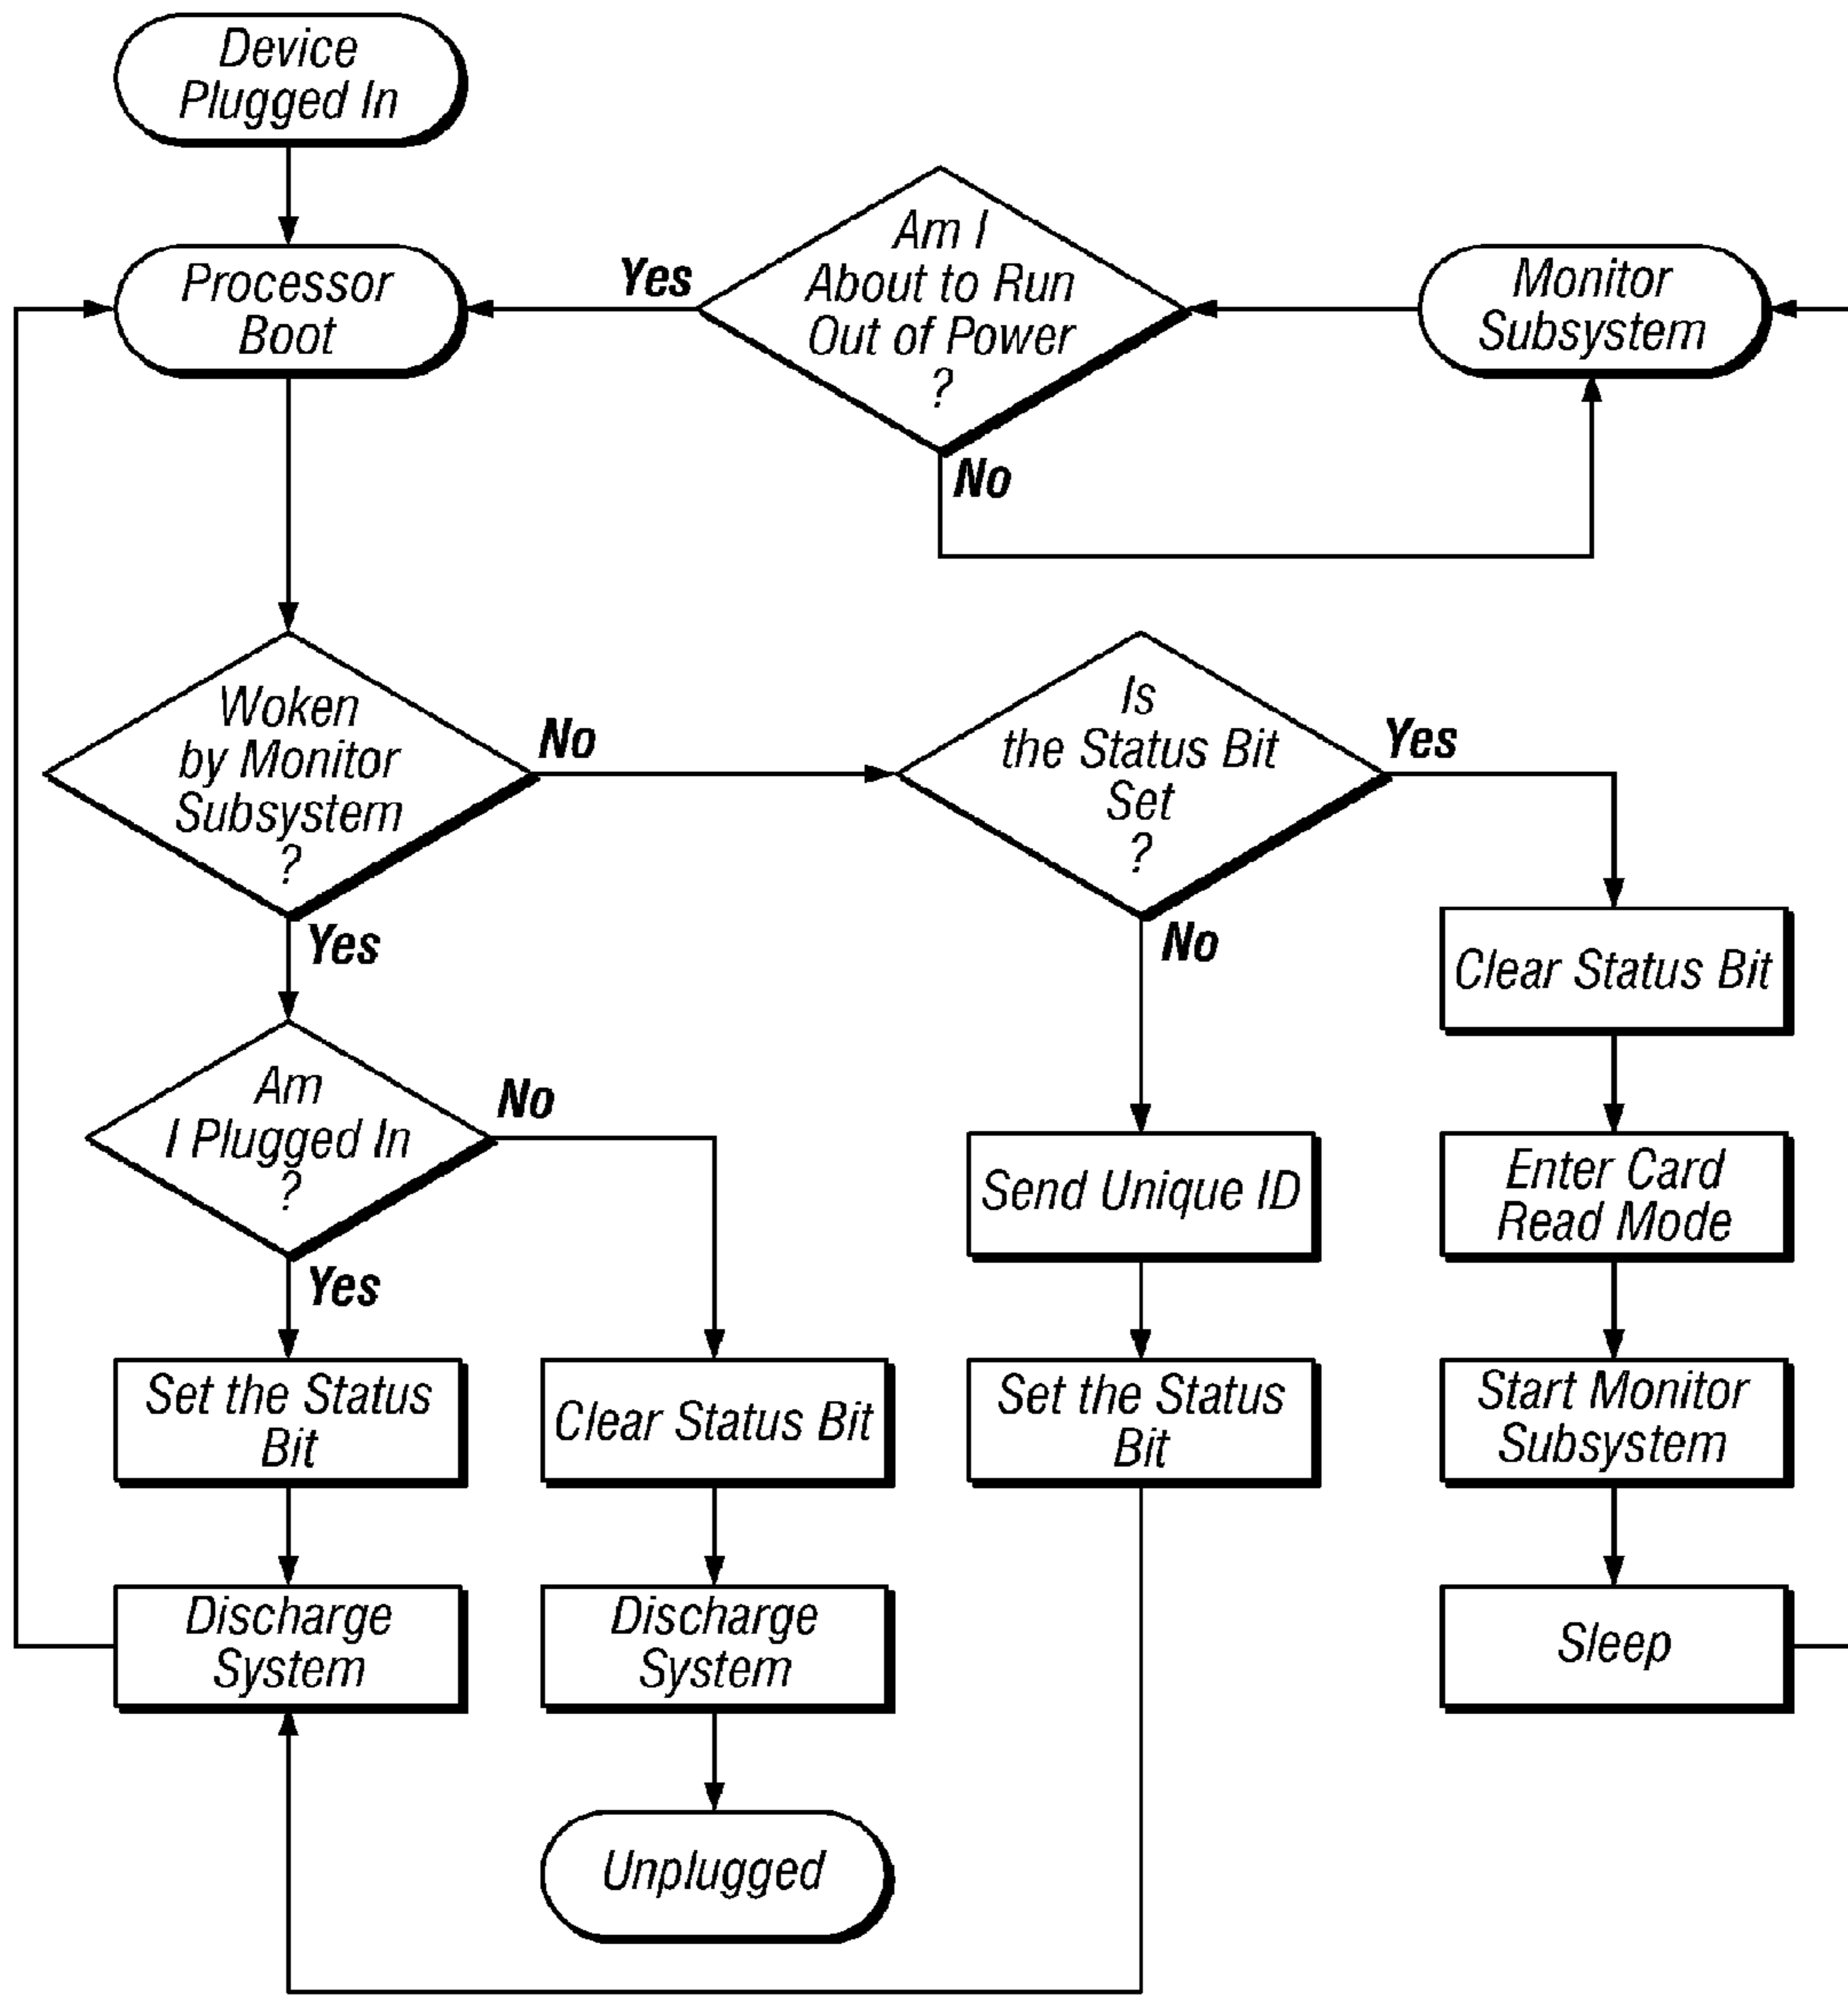 Device
Plugged In
Processor
Boot
Yes
Am I
About to Run
Out of Power
?
No
Monitor
Subsystem
Woken
by Monitor
Subsystem
?
No
Yes
Is
the Status Bit
Set
?
Yes
No
Clear Status Bit
Am
I Plugged In
?
No
Yes
Send Unique ID
Enter Card
Read Mode
Set the Status
Bit
Clear Status Bit
Set the Status
Bit
Start Monitor
Subsystem
Discharge
System
Discharge
System
Sleep
Unplugged